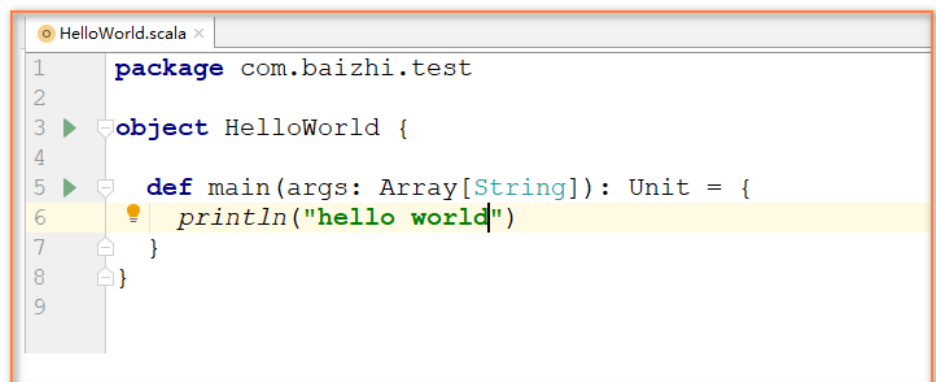 HelloWorld.scala
1 package com.baizhi.test
2
3 object HelloWorld {
4
5 def main(args: Array[String]): Unit = {
6 println("hello world")
7 }
8 }
9